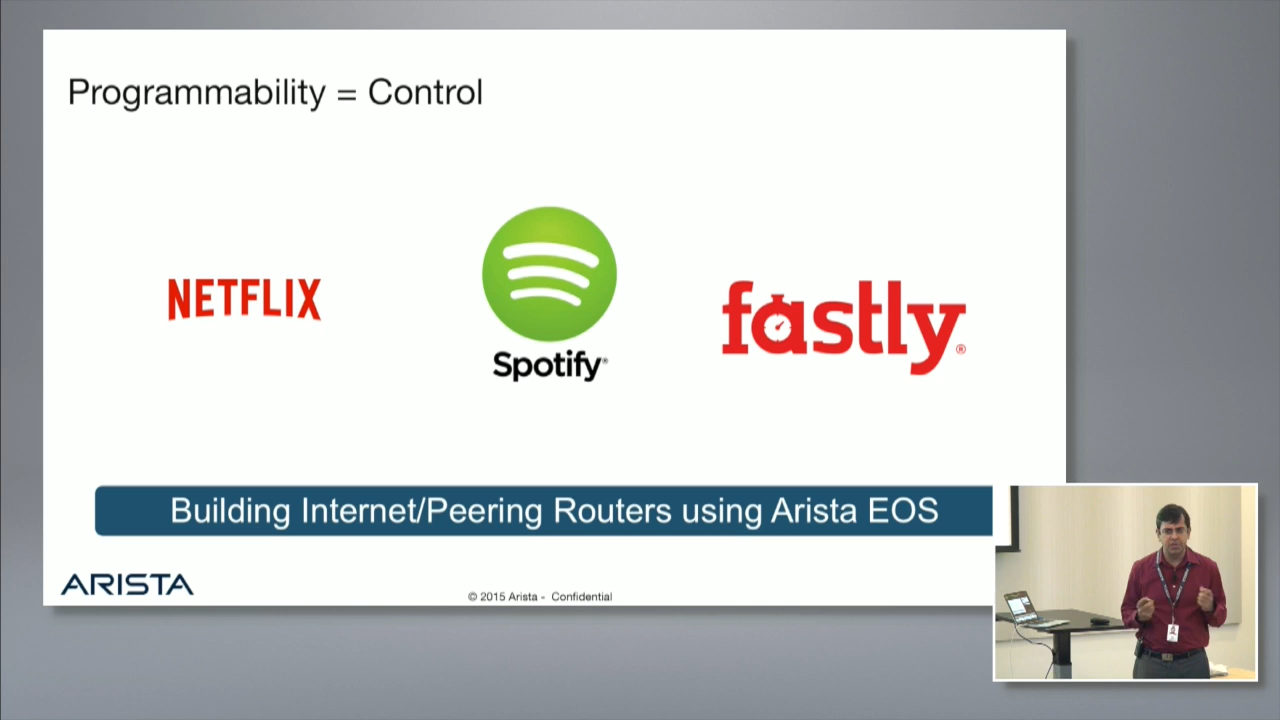 Programmability = Control
NETFLIX
Spotify®
fastly®
Building Internet/Peering Routers using Arista EOS
ARISTA
© 2015 Arista - Confidential